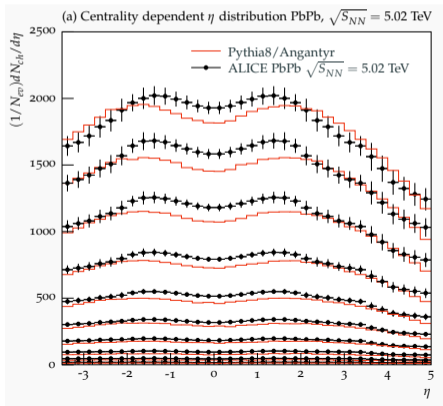 (a) Centrality dependent η distribution PbPb, √S_NN = 5.02 TeV
(1/N_ev)dN_ch/dη
Pythia8/Angantyr
ALICE PbPb √S_NN = 5.02 TeV
2500
2000
1500
1000
500
0
-3 -2 -1 0 1 2 3 4 5
η